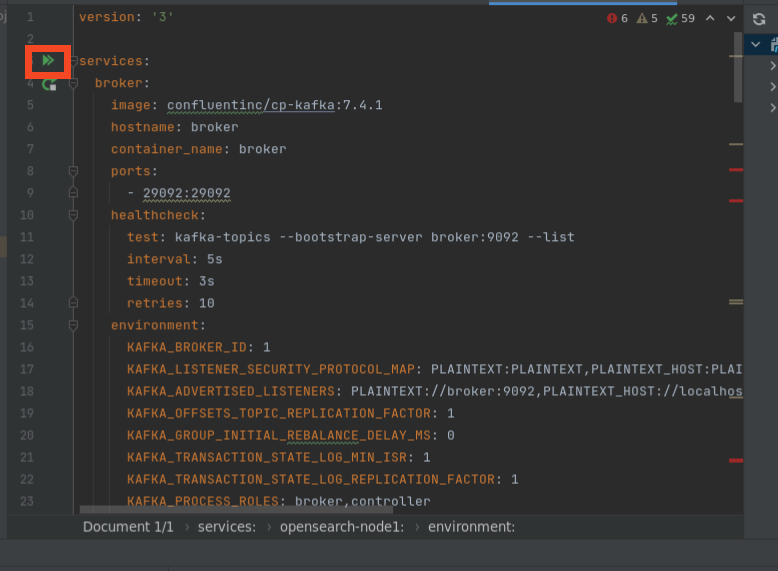 1 version: '3'
6 5 59
2
3 services:
4 broker:
5 image: confluentinc/cp-kafka:7.4.1
6 hostname: broker
7 container_name: broker
8 ports:
9 - 29092:29092
10 healthcheck:
11 test: kafka-topics --bootstrap-server broker:9092 --list
12 interval: 5s
13 timeout: 3s
14 retries: 10
15 environment:
16 KAFKA_BROKER_ID: 1
17 KAFKA_LISTENER_SECURITY_PROTOCOL_MAP: PLAINTEXT:PLAINTEXT,PLAINTEXT_HOST:PLAI
18 KAFKA_ADVERTISED_LISTENERS: PLAINTEXT://broker:9092,PLAINTEXT_HOST://localhos
19 KAFKA_OFFSETS_TOPIC_REPLICATION_FACTOR: 1
20 KAFKA_GROUP_INITIAL_REBALANCE_DELAY_MS: 0
21 KAFKA_TRANSACTION_STATE_LOG_MIN_ISR: 1
22 KAFKA_TRANSACTION_STATE_LOG_REPLICATION_FACTOR: 1
23 KAFKA_PROCESS_ROLES: broker,controller
Document 1/1 › services: › opensearch-node1: › environment: